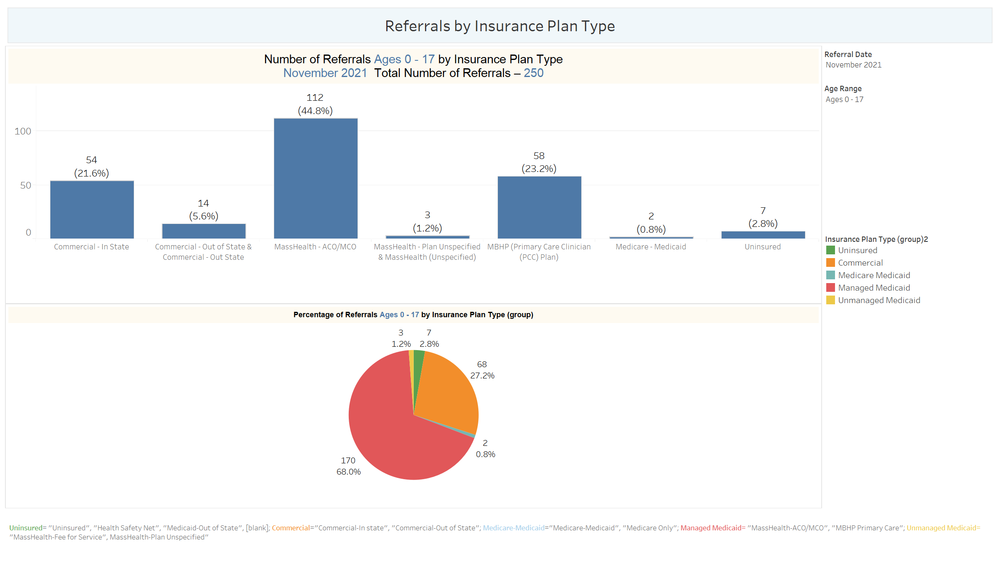 Referrals by Insurance Plan Type
Number of Referrals Ages 0 - 17 by Insurance Plan Type
November 2021 Total Number of Referrals – 250
Referral Date
November 2021
Age Range
Ages 0 - 17
100
50
0
54
(21.6%)
14
(5.6%)
112
(44.8%)
3
(1.2%)
58
(23.2%)
2
(0.8%)
7
(2.8%)
Commercial - In State
Commercial - Out of State &
Commercial - Out State
MassHealth - ACO/MCO
MassHealth - Plan Unspecified
& MassHealth (Unspecified)
MBHP (Primary Care Clinician
(PCC) Plan)
Medicare - Medicaid
Uninsured
Insurance Plan Type (group)2
Uninsured
Commercial
Medicare Medicaid
Managed Medicaid
Unmanaged Medicaid
Percentage of Referrals Ages 0 - 17 by Insurance Plan Type (group)
3
1.2%
7
2.8%
68
27.2%
2
0.8%
170
68.0%
Uninsured= "Uninsured", "Health Safety Net", "Medicaid-Out of State", [blank]; Commercial="Commercial-In state", "Commercial-Out of State"; Medicare-Medicaid="Medicare-Medicaid", "Medicare Only"; Managed Medicaid= "MassHealth-ACO/MCO", "MBHP Primary Care"; Unmanaged Medicaid=
"MassHealth-Fee for Service", MassHealth-Plan Unspecified"